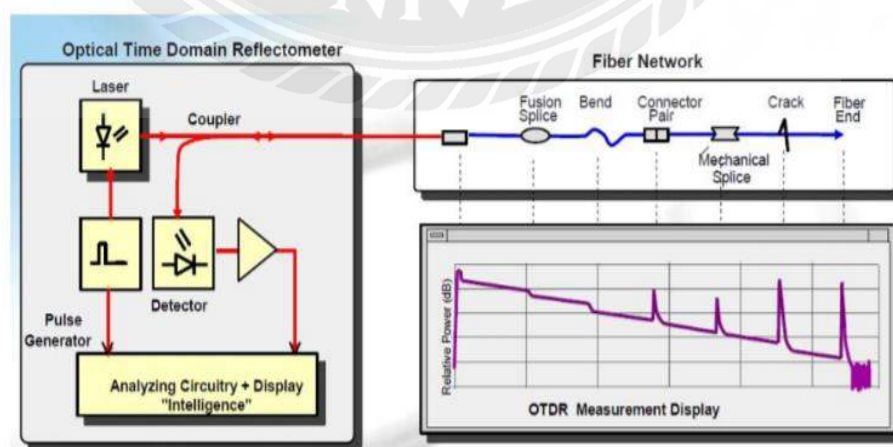 Optical Time Domain Reflectometer
Laser
Coupler
Pulse
Generator
Detector
Analyzing Circuitry + Display
"Intelligence"
Fiber Network
Fusion
Splice
Bend
Connector
Pair
Mechanical
Splice
Crack
Fiber
End
Relative Power (dB)
OTDR Measurement Display